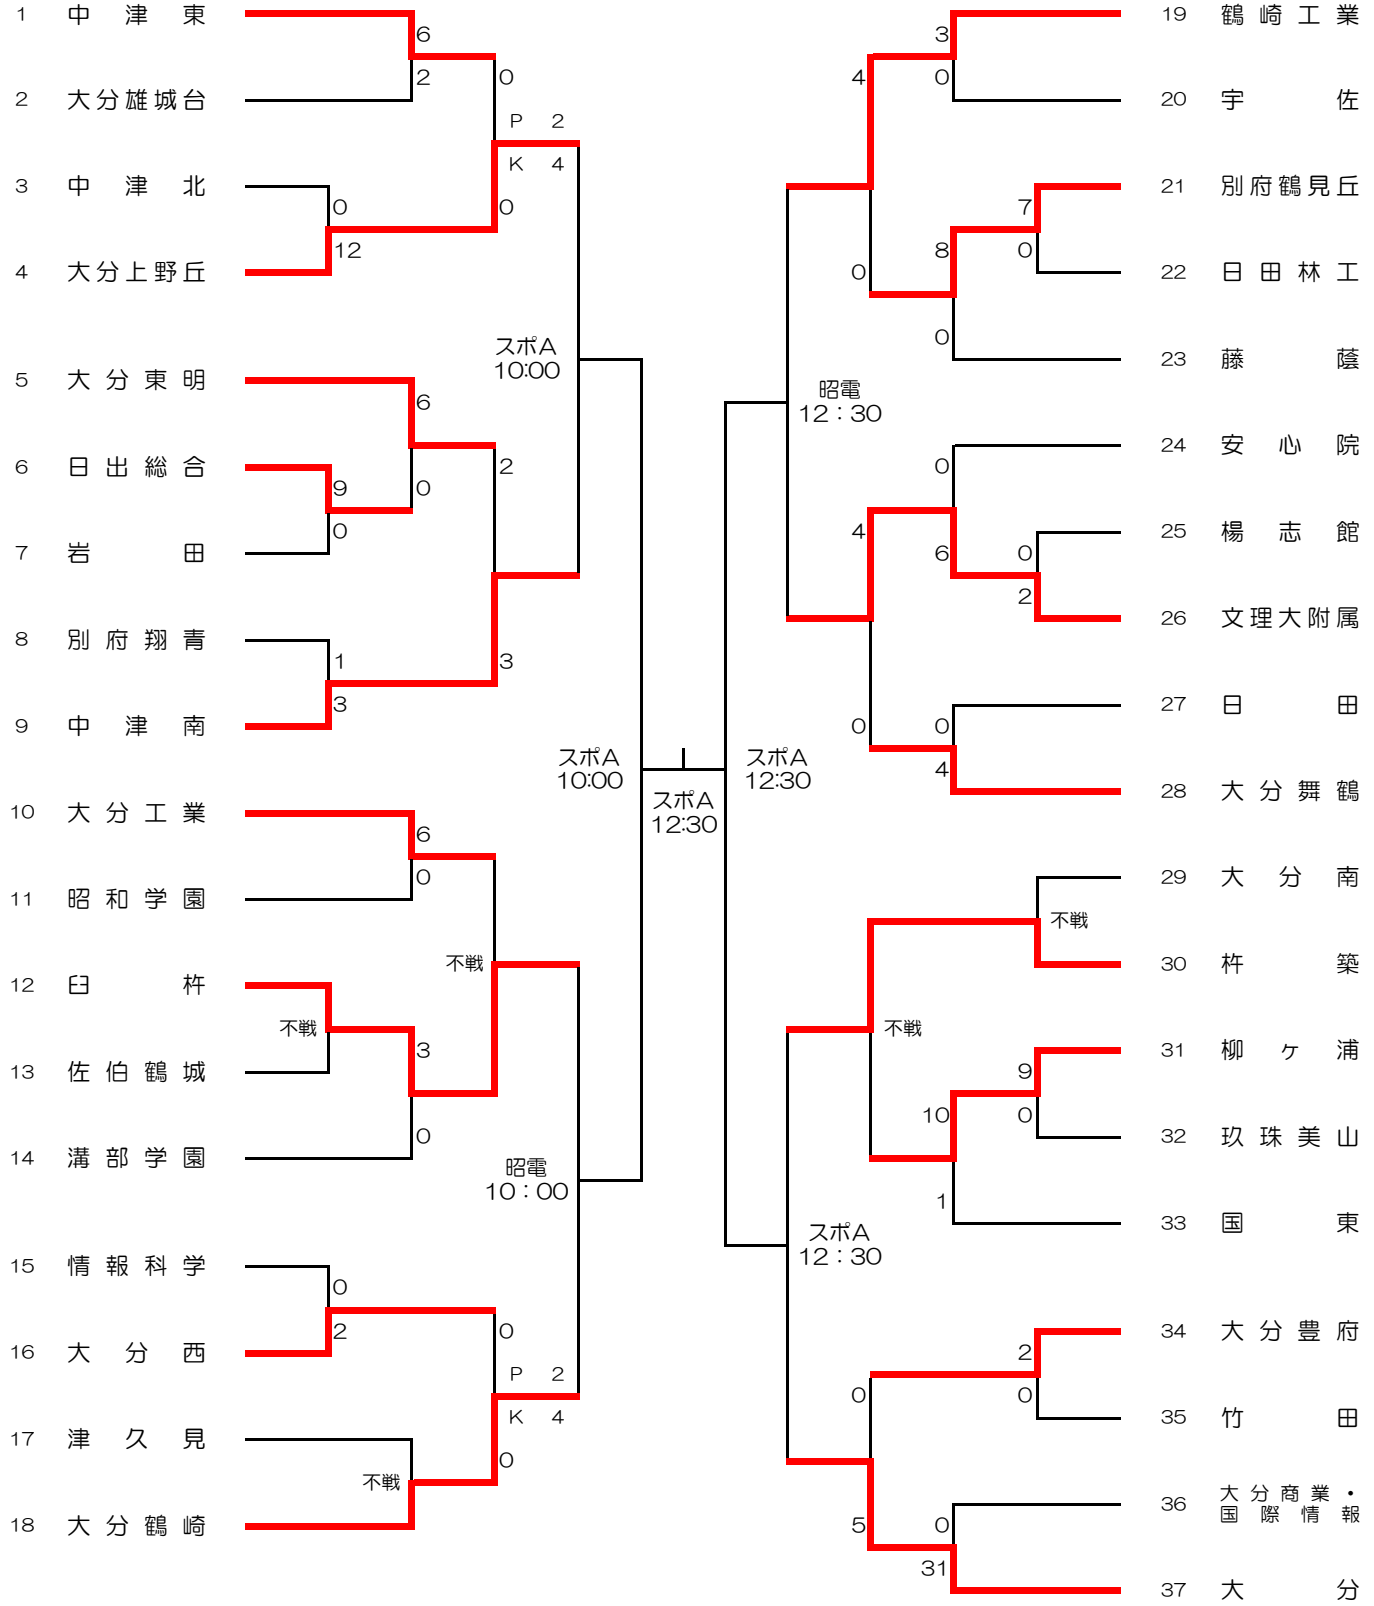 1 中津東
6
2
2 大分雄城台
0
P 2
K 4
0
3 中津北
0
12
4 大分上野丘
スポA
10:00
5 大分東明
6
0
6 日出総合
9
0
7 岩田
2
3
8 別府翔青
1
3
9 中津南
スポA
10:00
10 大分工業
6
0
11 昭和学園
不戦
12 臼杵
不戦
13 佐伯鶴城
3
0
14 溝部学園
昭電
10：00
15 情報科学
0
2
16 大分西
0
P 2
K 4
0
17 津久見
不戦
18 大分鶴崎
スポA
12:30
19 鶴崎工業
3
0
20 宇佐
4
0
21 別府鶴見丘
7
0
22 日田林工
8
0
23 藤蔭
昭電
12：30
24 安心院
0
6
25 楊志館
0
2
26 文理大附属
4
0
27 日田
0
4
28 大分舞鶴
スポA
12:30
29 大分南
不戦
30 杵築
不戦
31 柳ヶ浦
9
0
32 玖珠美山
10
1
33 国東
スポA
12：30
34 大分豊府
2
0
35 竹田
0
5
36 大分商業・
国際情報
0
31
37 大分